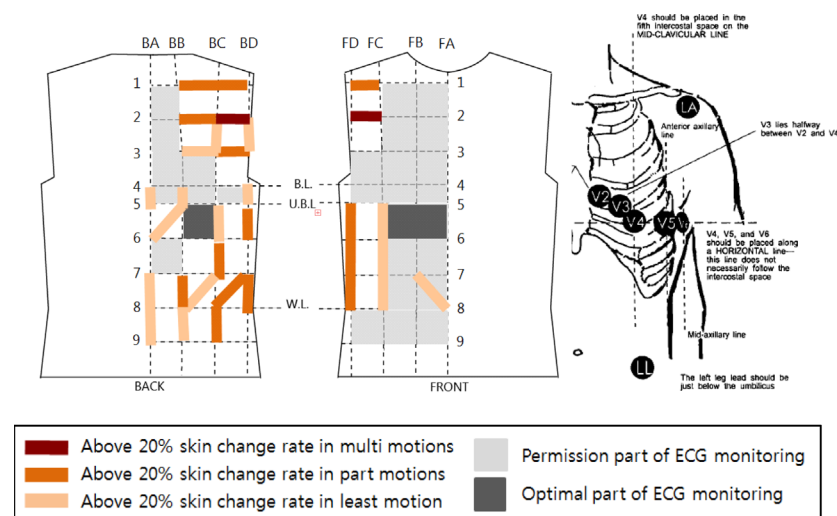 BA BB BC BD
FD FC FB FA
1
2
3
4
5
6
7
8
9
B.L.
U.B.L
W.L.
1
2
3
4
5
6
7
8
9
BACK
FRONT
V4 should be placed in the
fifth intercostal space on the
MID-CLAVICULAR LINE
LA
Anterior axillary
line
V3 lies halfway
between V2 and V4
V2
V3
V4
V5
V4, V5, and V6
should be placed along
a HORIZONTAL line—
this line does not
necessarily follow the
intercostal space
Mid-axillary line
LL
The left leg lead should be
just below the umbilicus
Above 20% skin change rate in multi motions
Above 20% skin change rate in part motions
Above 20% skin change rate in least motion
Permission part of ECG monitoring
Optimal part of ECG monitoring